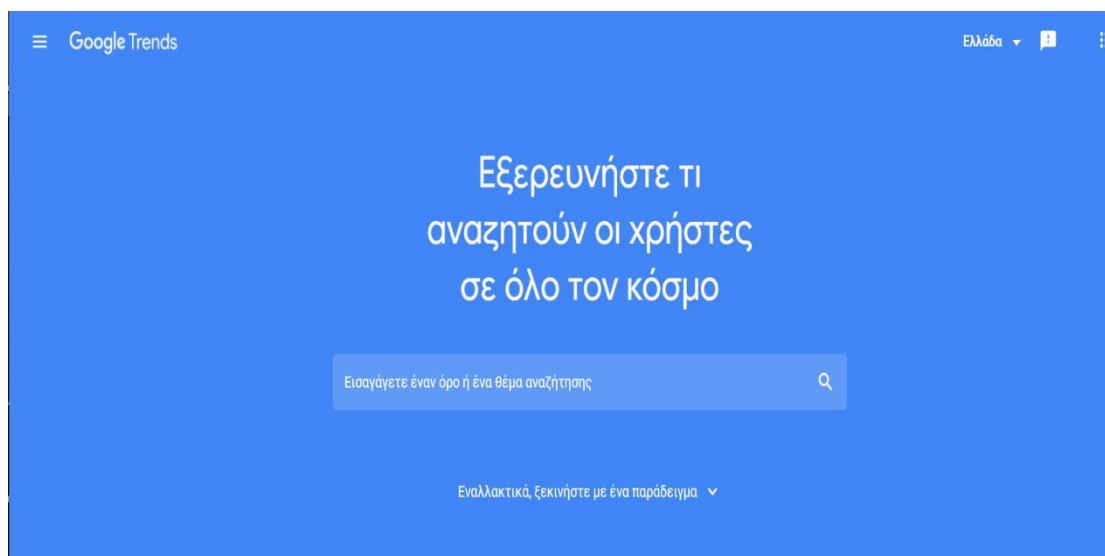 Google Trends
Ελλάδα
Εξερευνήστε τι
αναζητούν οι χρήστες
σε όλο τον κόσμο
Εισαγάγετε έναν όρο ή ένα θέμα αναζήτησης
Εναλλακτικά, ξεκινήστε με ένα παράδειγμα